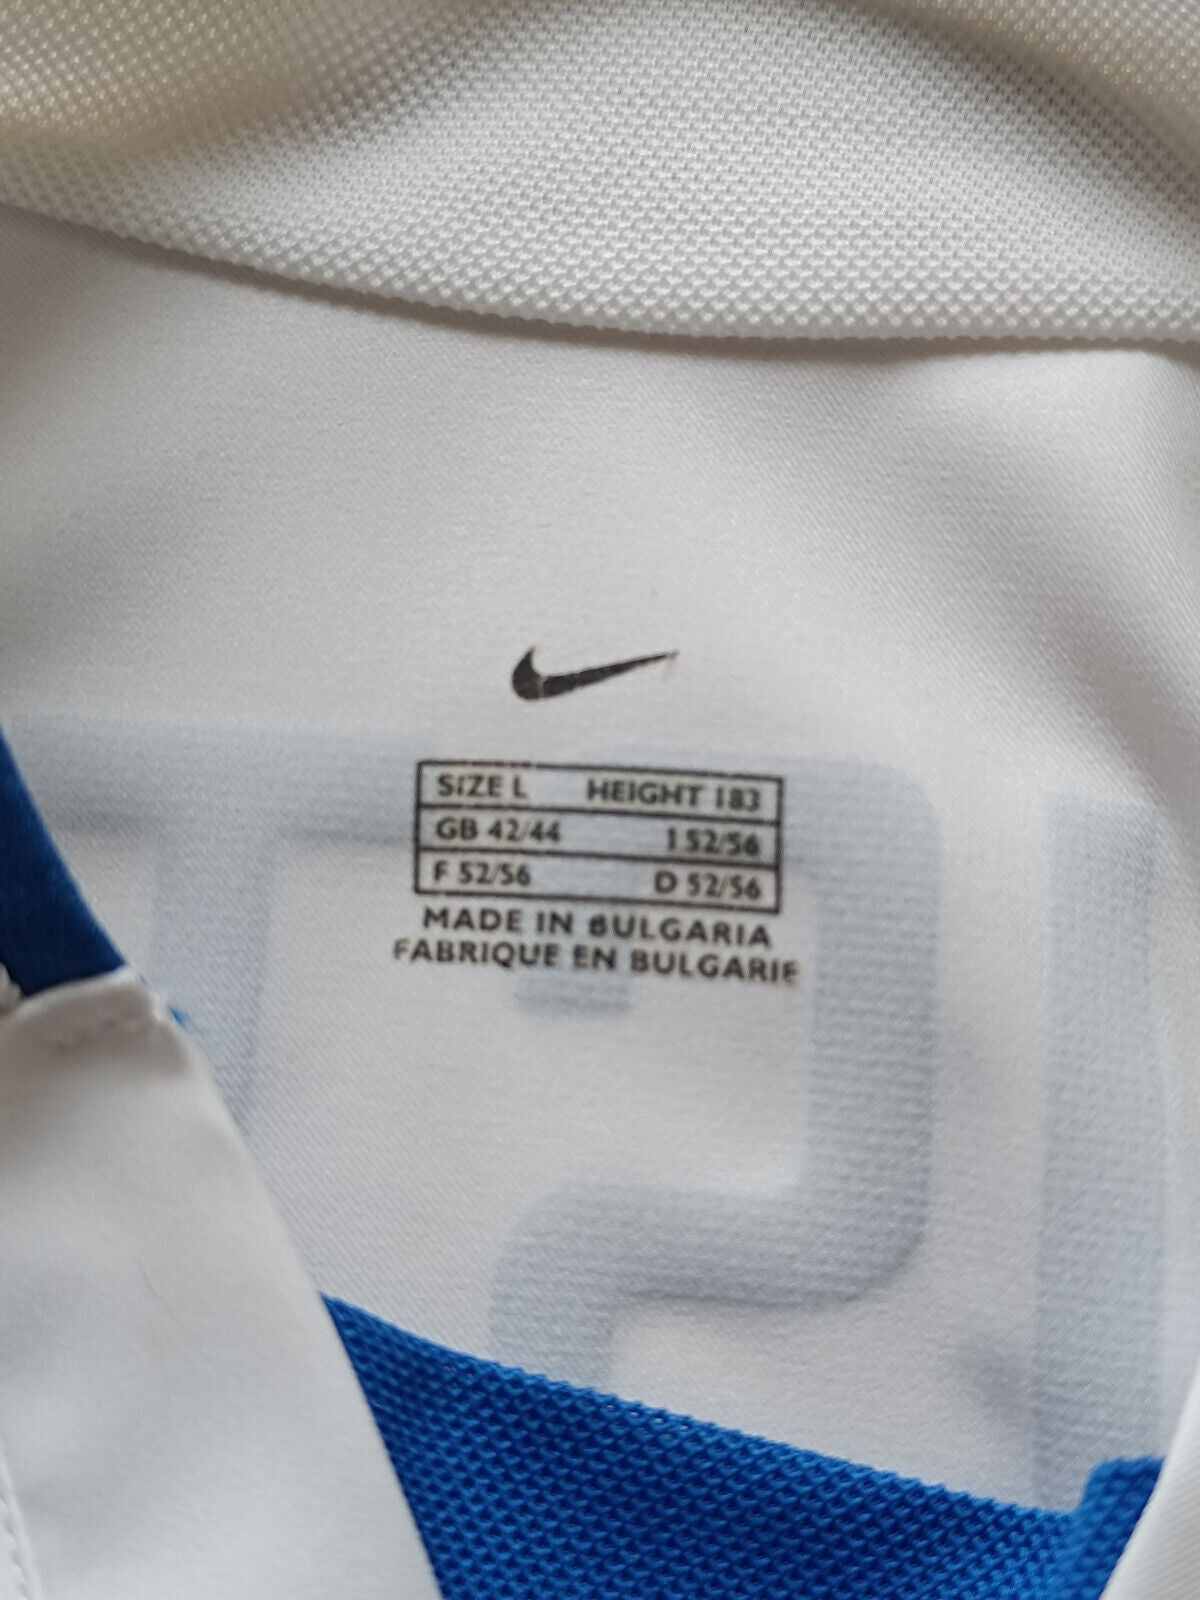 SIZE L HEIGHT 183
GB 42/44 I 52/56
F 52/56 D 52/56
MADE IN BULGARIA
FABRIQUE EN BULGARIE